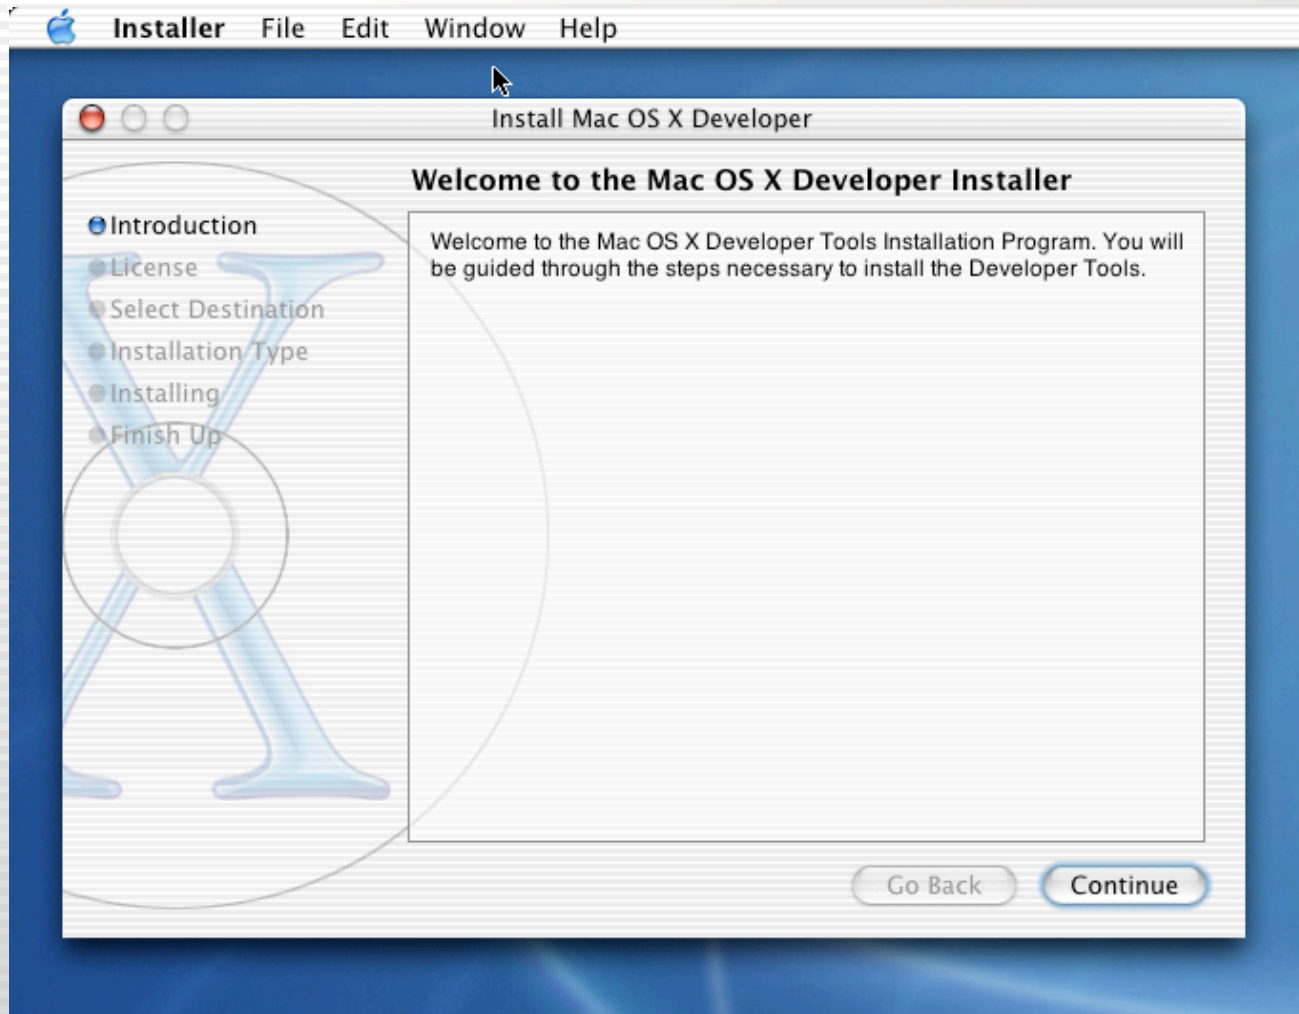 Installer File Edit Window Help
Install Mac OS X Developer
Welcome to the Mac OS X Developer Installer
Introduction
License
Select Destination
Installation Type
Installing
Finish Up
Welcome to the Mac OS X Developer Tools Installation Program. You will
be guided through the steps necessary to install the Developer Tools.
Go Back
Continue